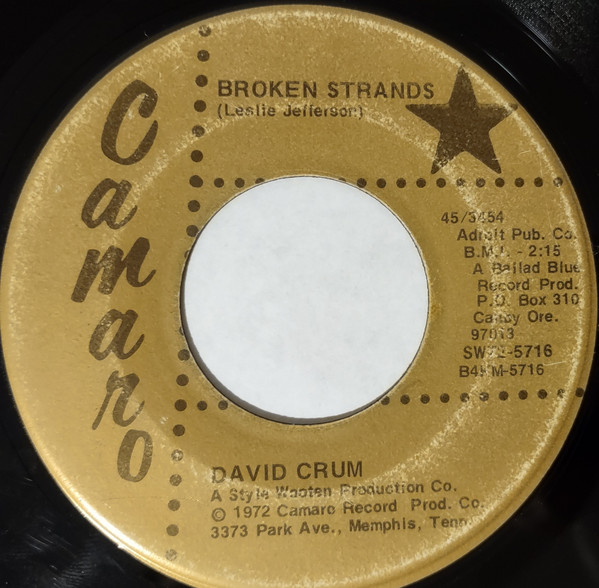 Camaro
BROKEN STRANDS
(Leslie Jefferson)
45/3454
Adroit Pub. Co.
B.M.I. - 2:15
A Ballad Blue
Record Prod.
P.O. Box 310
Canby Ore.
97013
SW72-5716
B45M-5716
DAVID CRUM
A Style Wooten Production Co.
© 1972 Camaro Record Prod. Co.
3373 Park Ave., Memphis, Tenn.